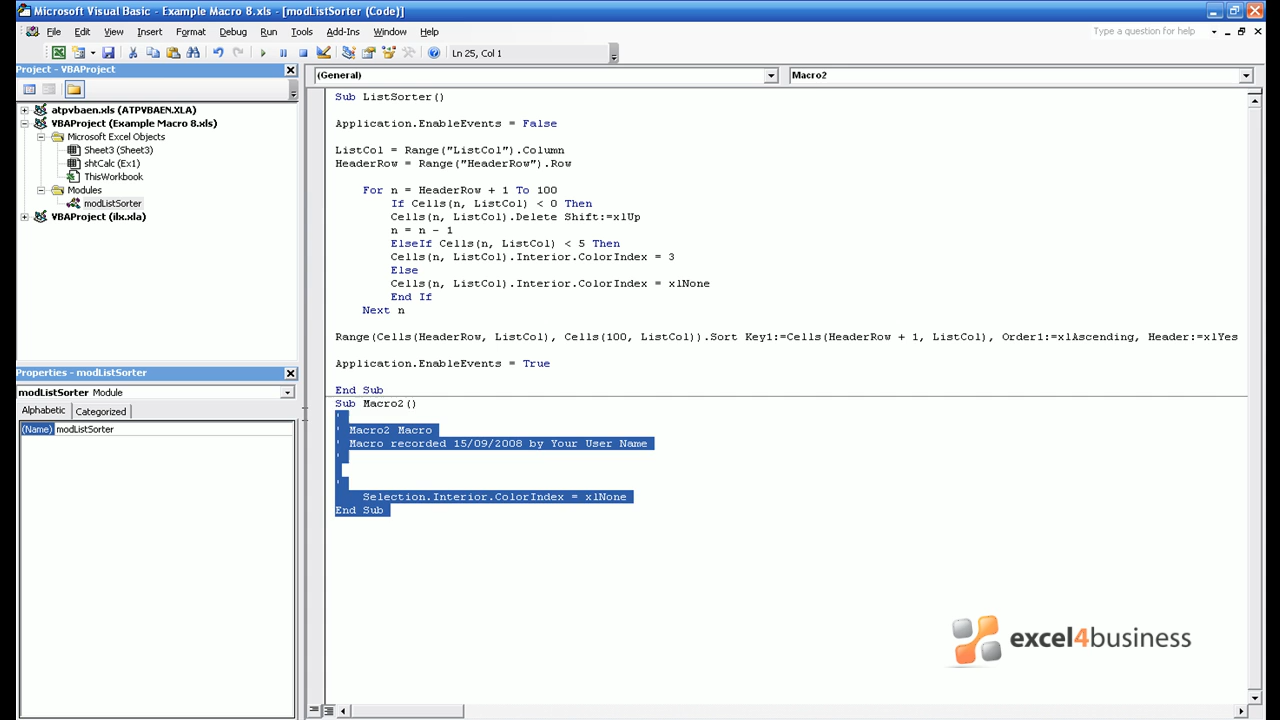 Microsoft Visual Basic - Example Macro 8.xls - [modListSorter (Code)]
File Edit View Insert Format Debug Run Tools Add-Ins Window Help
Type a question for help
Ln 25, Col 1
Project - VBAProject
atpvbaen.xls (ATPVBAEN.XLA)
VBAProject (Example Macro 8.xls)
Microsoft Excel Objects
Sheet3 (Sheet3)
shtCalc (Ex1)
ThisWorkbook
Modules
modListSorter
VBAProject (ilx.xla)
Properties - modListSorter
modListSorter Module
Alphabetic Categorized
(Name) modListSorter
(General) Macro2
Sub ListSorter()
Application.EnableEvents = False
ListCol = Range("ListCol").Column
HeaderRow = Range("HeaderRow").Row
For n = HeaderRow + 1 To 100
If Cells(n, ListCol) < 0 Then
Cells(n, ListCol).Delete Shift:=xlUp
n = n - 1
ElseIf Cells(n, ListCol) < 5 Then
Cells(n, ListCol).Interior.ColorIndex = 3
Else
Cells(n, ListCol).Interior.ColorIndex = xlNone
End If
Next n
Range(Cells(HeaderRow, ListCol), Cells(100, ListCol)).Sort Key1:=Cells(HeaderRow + 1, ListCol), Order1:=xlAscending, Header:=xlYes
Application.EnableEvents = True
End Sub
Sub Macro2()
'
' Macro2 Macro
' Macro recorded 15/09/2008 by Your User Name
'
'
Selection.Interior.ColorIndex = xlNone
End Sub
excel4business